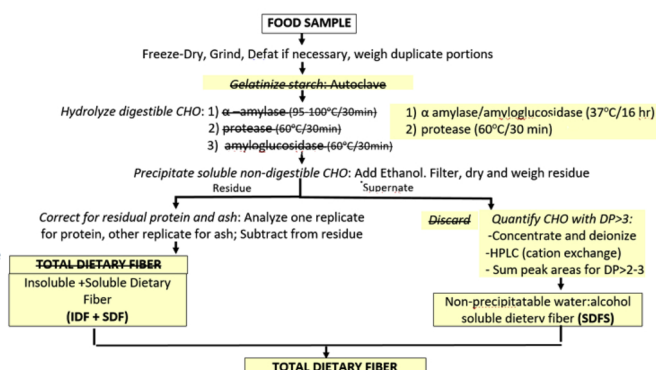 FOOD SAMPLE
Freeze-Dry, Grind, Defat if necessary, weigh duplicate portions
Gelatinize starch: Autoclave
Hydrolyze digestible CHO: 1) α –amylase (95-100°C/30min)
2) protease (60°C/30min)
3) amyloglucosidase (60°C/30min)
1) α amylase/amyloglucosidase (37°C/16 hr)
2) protease (60°C/30 min)
Precipitate soluble non-digestible CHO: Add Ethanol. Filter, dry and weigh residue
Residue
Supernate
Correct for residual protein and ash: Analyze one replicate
for protein, other replicate for ash; Subtract from residue
Discard
Quantify CHO with DP>3:
-Concentrate and deionize
-HPLC (cation exchange)
- Sum peak areas for DP>2-3
TOTAL DIETARY FIBER
Insoluble +Soluble Dietary
Fiber
(IDF + SDF)
Non-precipitatable water:alcohol
soluble dietery fiber (SDFS)
TOTAL DIETARY FIBER